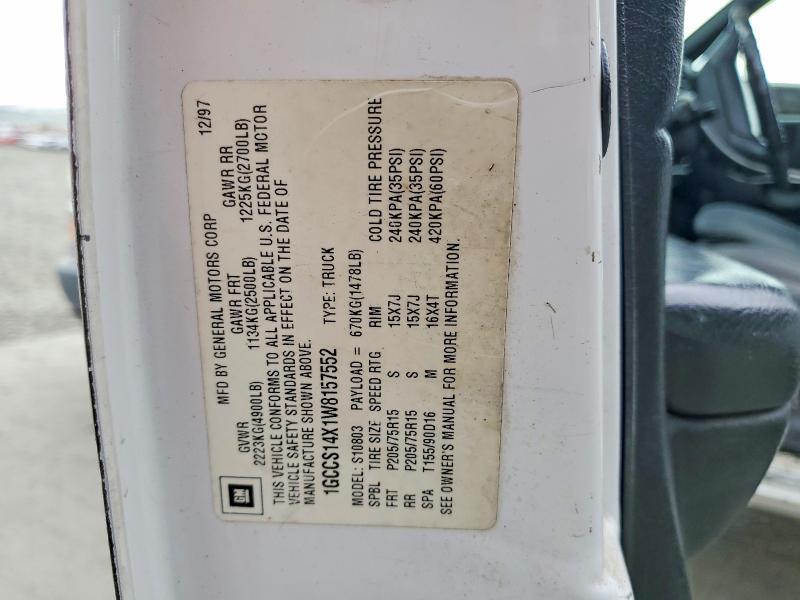 MFD BY GENERAL MOTORS CORP 12/97
GVWR GAWR FRT GAWR RR
2223KG(4900LB) 1134KG(2500LB) 1225KG(2700LB)
THIS VEHICLE CONFORMS TO ALL APPLICABLE U.S. FEDERAL MOTOR
VEHICLE SAFETY STANDARDS IN EFFECT ON THE DATE OF
MANUFACTURE SHOWN ABOVE.
1GCCS14X1W8157552 TYPE: TRUCK
MODEL: S10803 PAYLOAD = 670KG(1478LB)
SPBL TIRE SIZE SPEED RTG RIM COLD TIRE PRESSURE
FRT P205/75R15 S 15X7J 240KPA(35PSI)
RR P205/75R15 S 15X7J 240KPA(35PSI)
SPA T155/90D16 M 16X4T 420KPA(60PSI)
SEE OWNER'S MANUAL FOR MORE INFORMATION.
GM